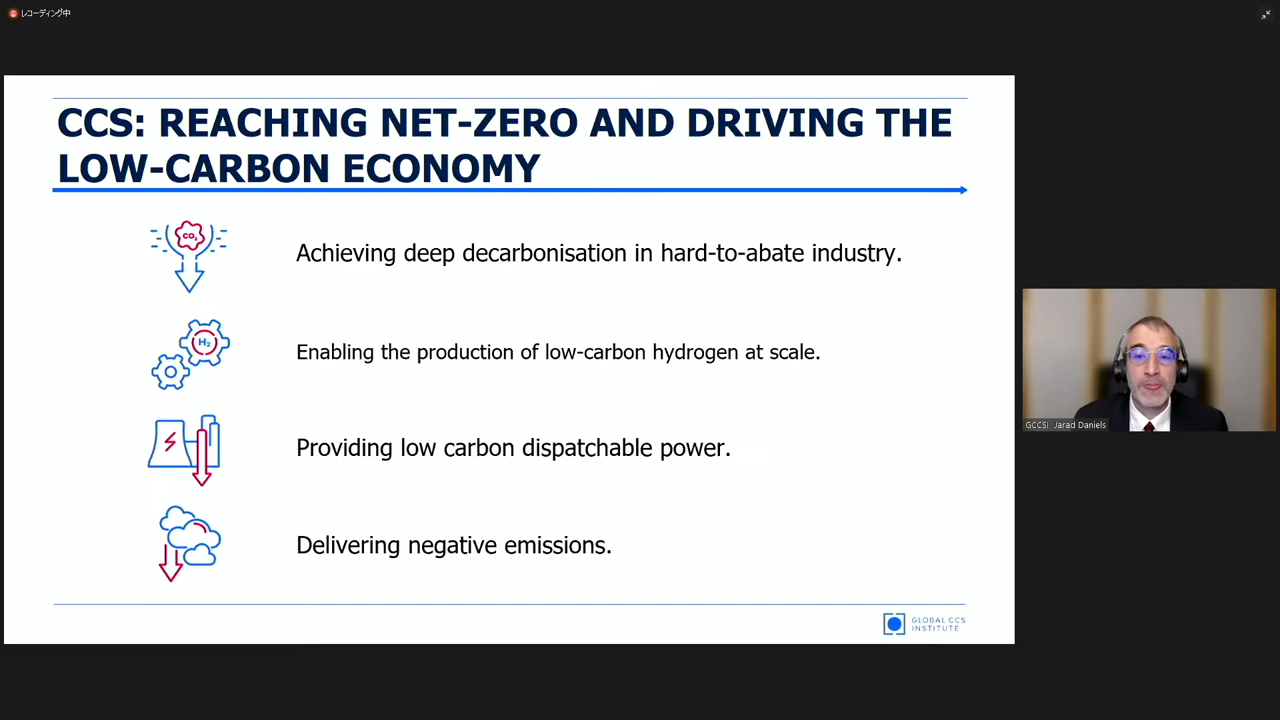 レコーディング中
CCS: REACHING NET-ZERO AND DRIVING THE
LOW-CARBON ECONOMY
CO₂
Achieving deep decarbonisation in hard-to-abate industry.
H₂
Enabling the production of low-carbon hydrogen at scale.
Providing low carbon dispatchable power.
Delivering negative emissions.
GLOBAL CCS
INSTITUTE
GCCSI Jarad Daniels